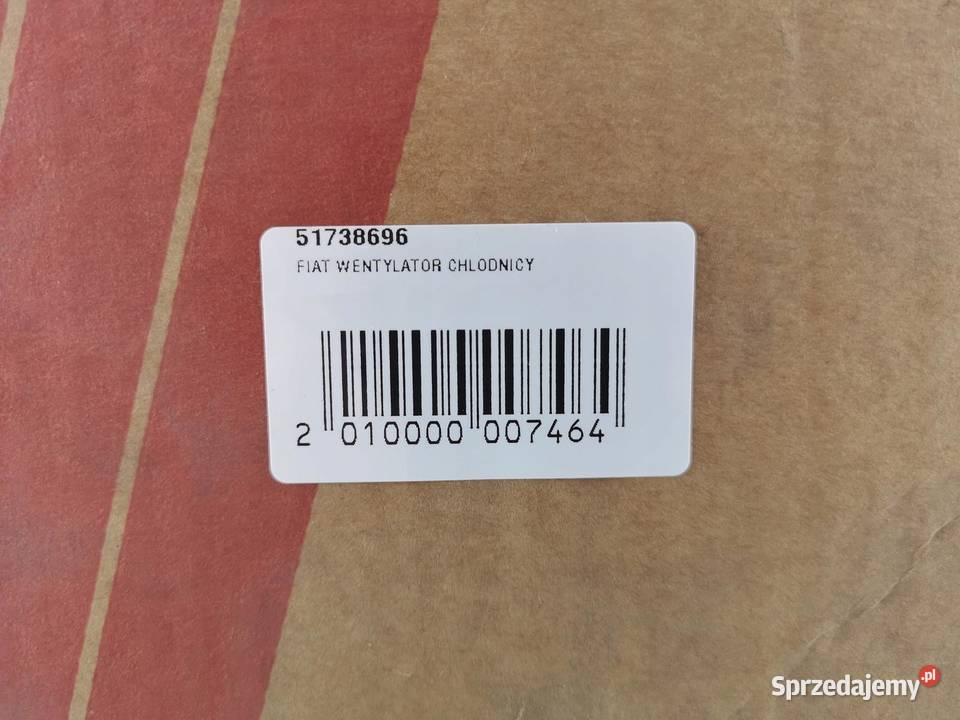 51738696
FIAT WENTYLATOR CHLODNICY
2 010000 007464
Sprzedajemy.pl